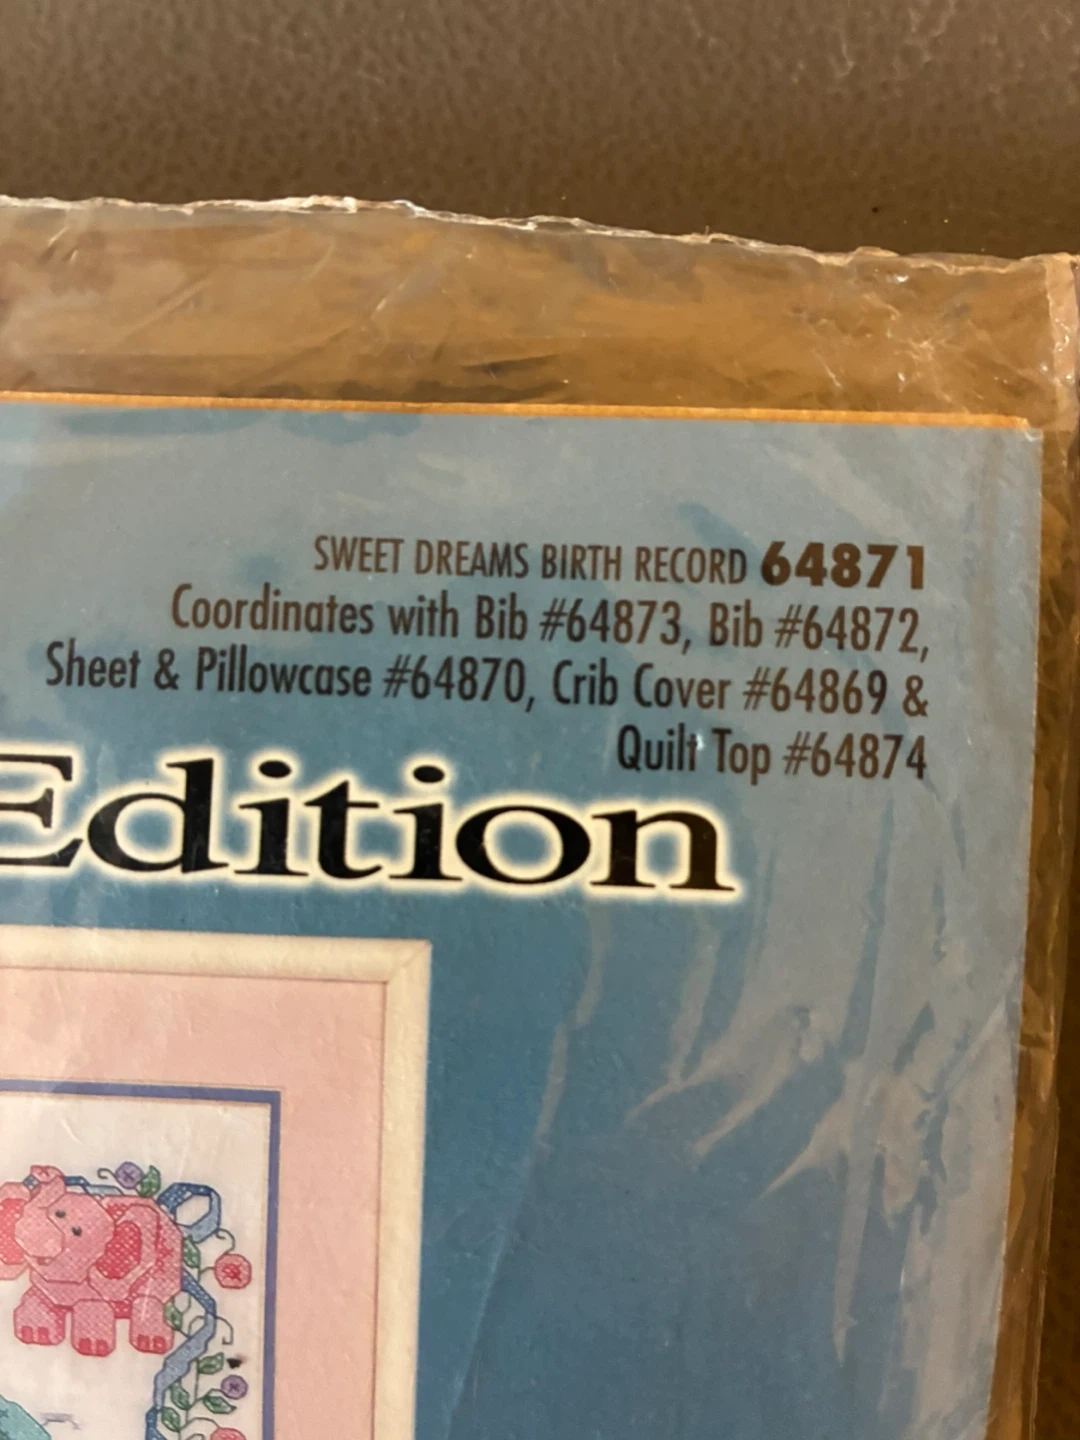 SWEET DREAMS BIRTH RECORD 64871
Coordinates with Bib #64873, Bib #64872,
Sheet & Pillowcase #64870, Crib Cover #64869 &
Quilt Top #64874
Edition